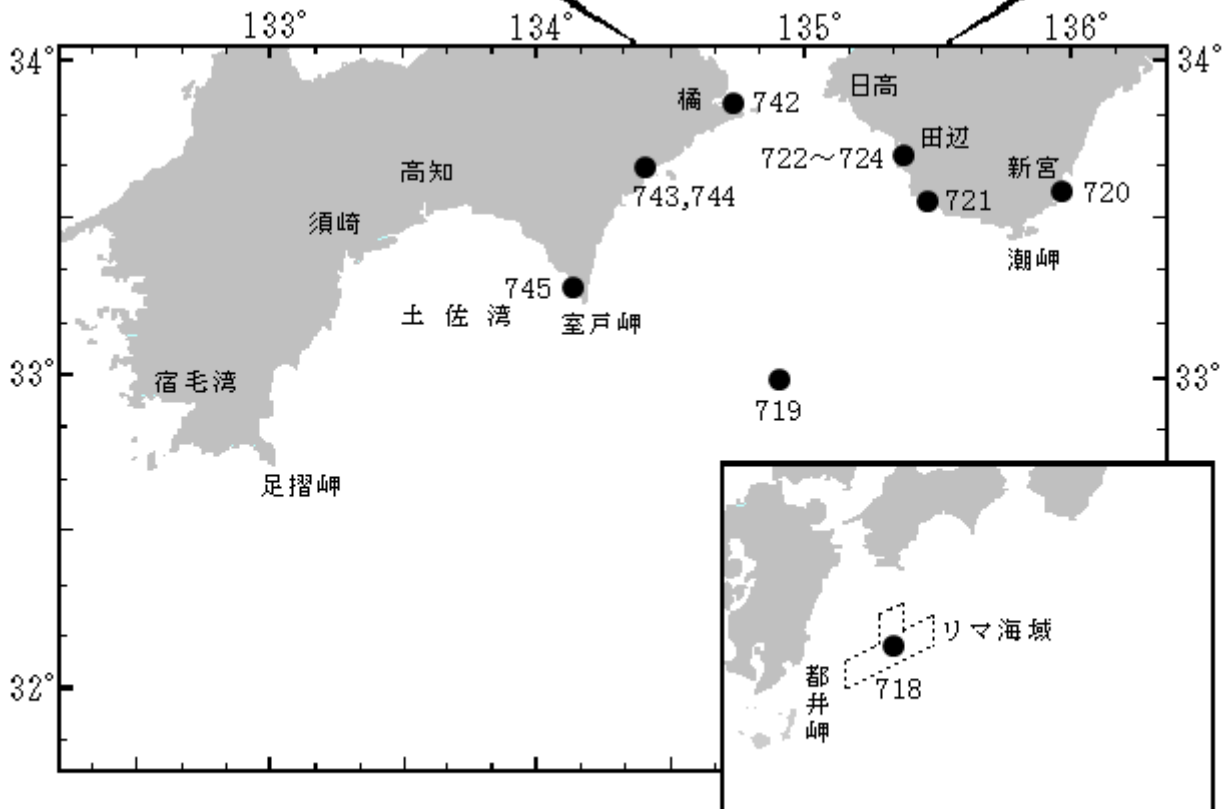 133°
134°
135°
136°
34°
34°
橘
742
日高
田辺
722～724
高知
新宮
743,744
720
721
須崎
潮岬
745
土佐湾
室戸岬
33°
33°
宿毛湾
719
足摺岬
リマ海域
32°
718
都井岬